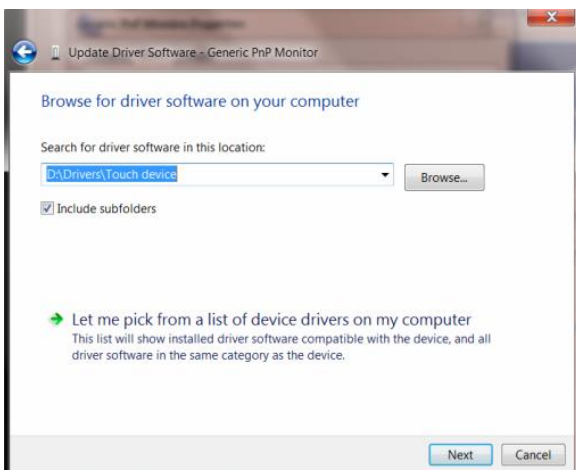 Update Driver Software - Generic PnP Monitor
Browse for driver software on your computer
Search for driver software in this location:
D:\Drivers\Touch device
Browse...
Include subfolders
Let me pick from a list of device drivers on my computer
This list will show installed driver software compatible with the device, and all
driver software in the same category as the device.
Next
Cancel